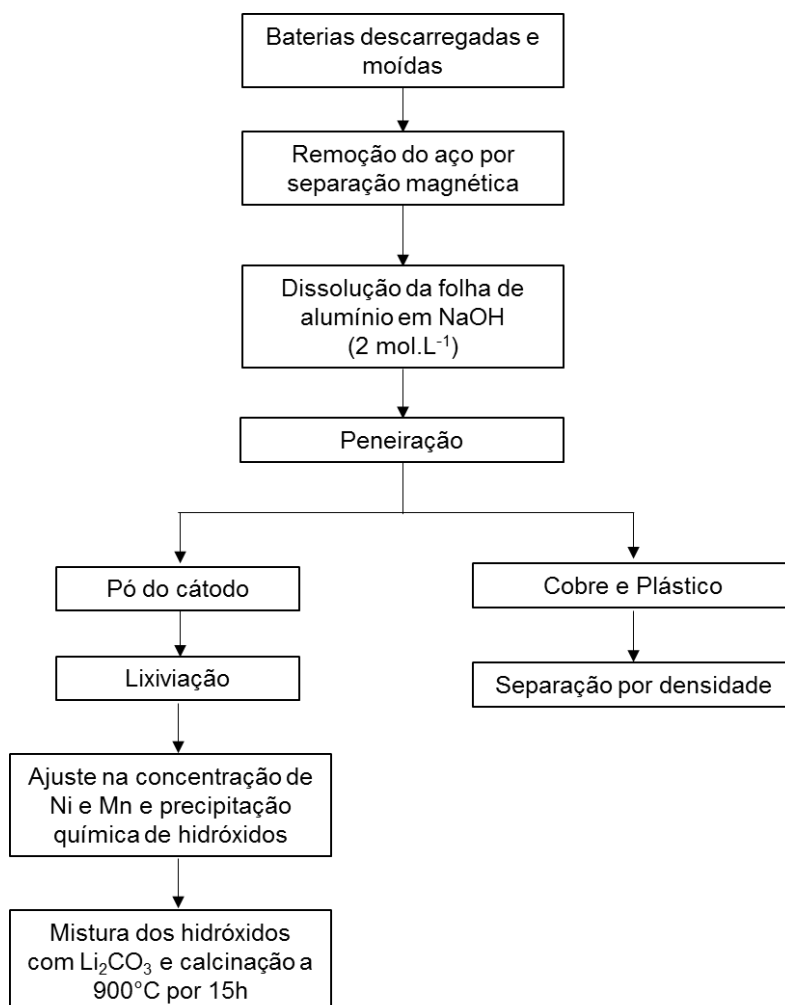 Baterias descarregadas e
moídas
Remoção do aço por
separação magnética
Dissolução da folha de
alumínio em NaOH
(2 mol.L⁻¹)
Peneiração
Pó do cátodo
Cobre e Plástico
Lixiviação
Separação por densidade
Ajuste na concentração de
Ni e Mn e precipitação
química de hidróxidos
Mistura dos hidróxidos
com Li₂CO₃ e calcinação a
900°C por 15h